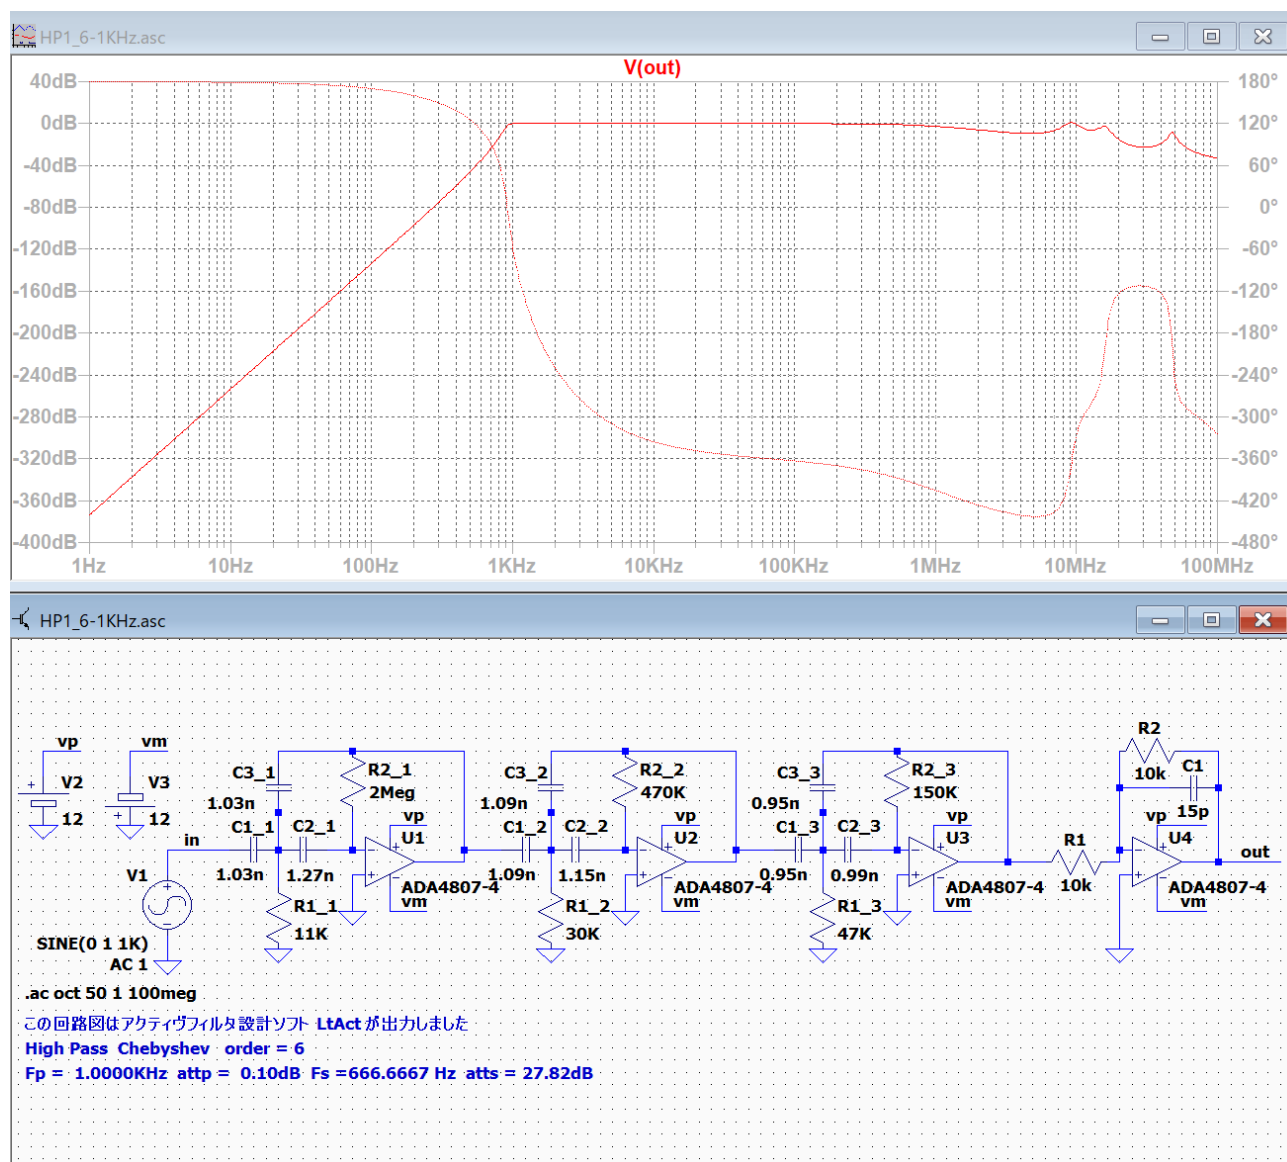 HP1_6-1KHz.asc
V(out)
40dB
0dB
-40dB
-80dB
-120dB
-160dB
-200dB
-240dB
-280dB
-320dB
-360dB
-400dB
180°
120°
60°
0°
-60°
-120°
-180°
-240°
-300°
-360°
-420°
-480°
1Hz 10Hz 100Hz 1KHz 10KHz 100KHz 1MHz 10MHz 100MHz
HP1_6-1KHz.asc
vp
V2
12
vm
V3
12
in
V1
SINE(0 1 1K)
AC 1
C3_1
1.03n
C1_1
1.03n
C2_1
1.27n
R2_1
2Meg
R1_1
11K
vp
U1
ADA4807-4
vm
C3_2
1.09n
C1_2
1.09n
C2_2
1.15n
R2_2
470K
R1_2
30K
vp
U2
ADA4807-4
vm
C3_3
0.95n
C1_3
0.95n
C2_3
0.99n
R2_3
150K
R1_3
47K
vp
U3
ADA4807-4
vm
R1
10k
R2
10k
C1
15p
vp
U4
ADA4807-4
vm
out
.ac oct 50 1 100meg
この回路図はアクティヴフィルタ設計ソフト LtAct が出力しました
High Pass Chebyshev order = 6
Fp = 1.0000KHz attp = 0.10dB Fs =666.6667 Hz atts = 27.82dB